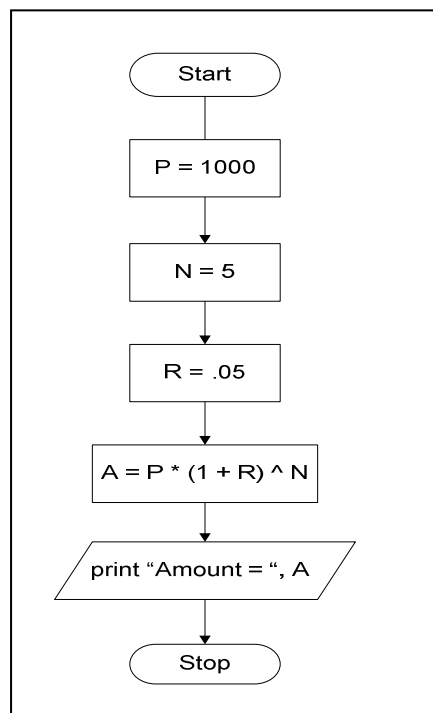 Start
P = 1000
N = 5
R = .05
A = P * (1 + R) ^ N
print “Amount = “, A
Stop